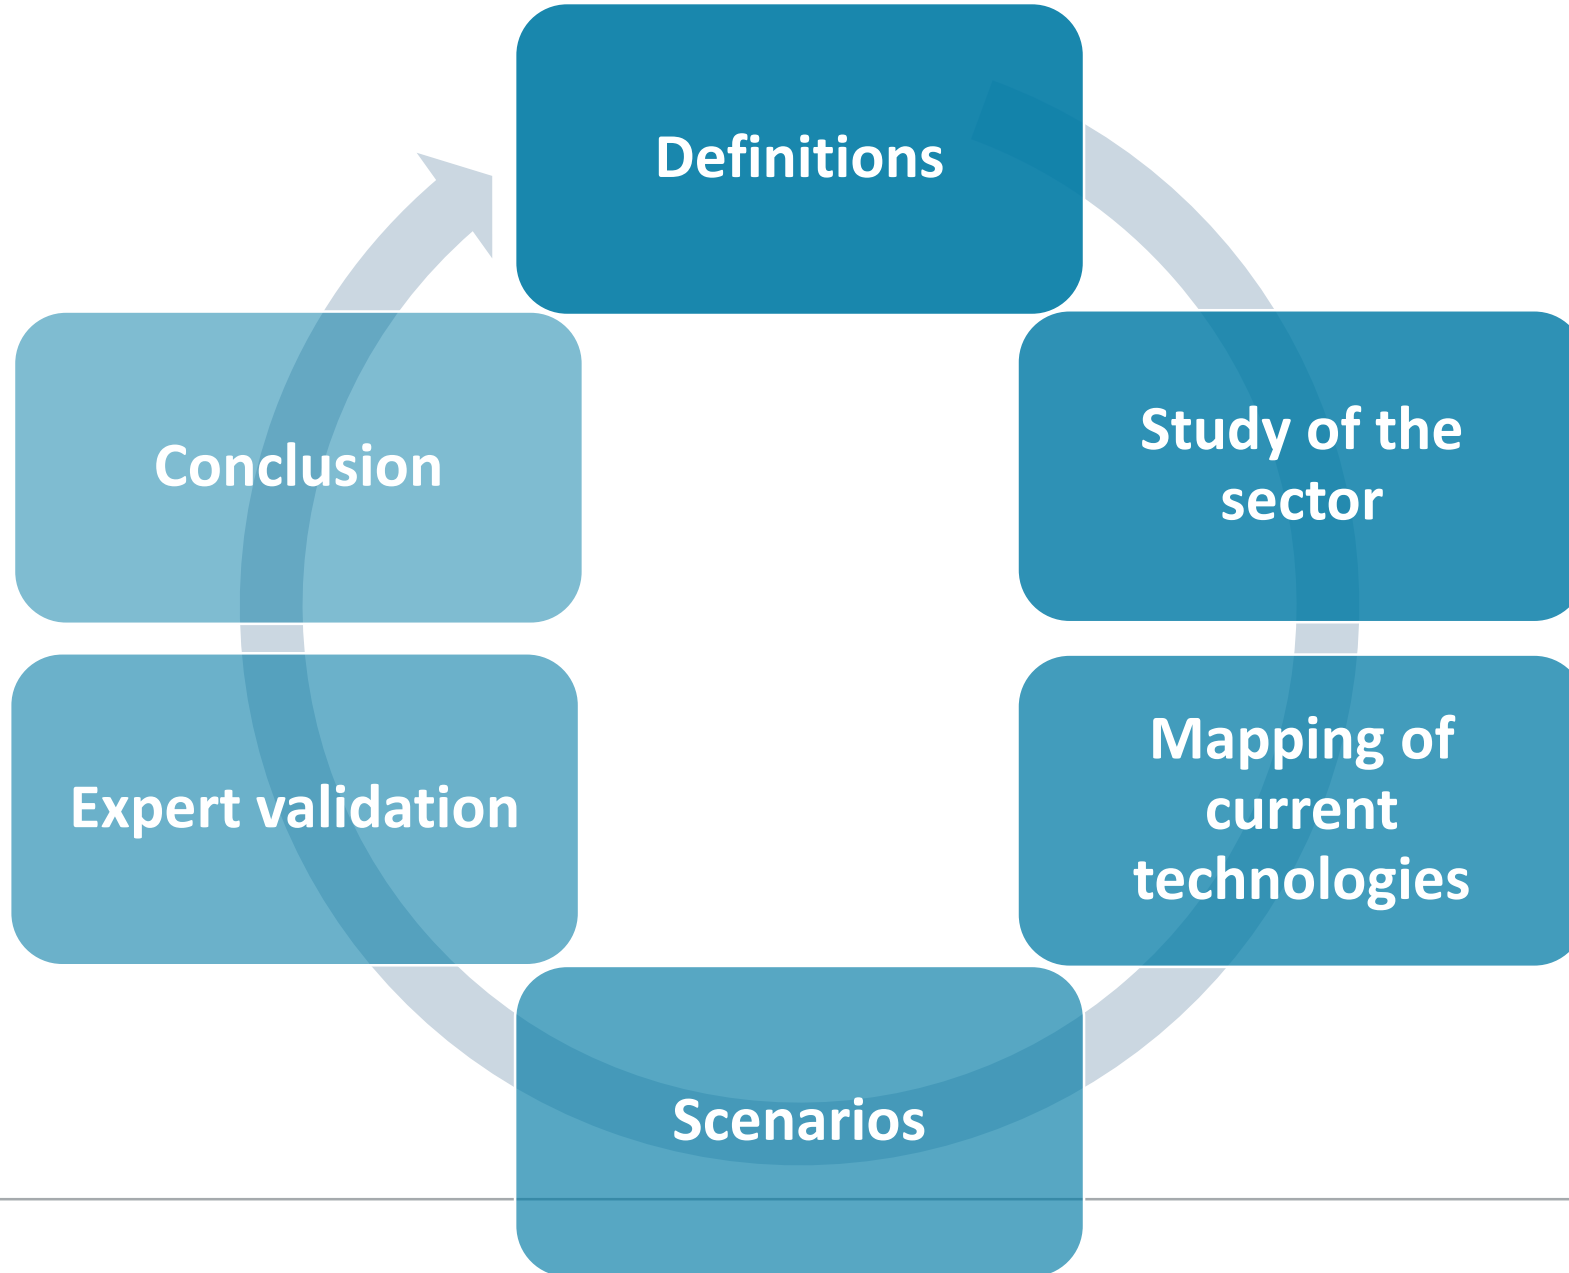 Definitions
Study of the
sector
Mapping of
current
technologies
Scenarios
Expert validation
Conclusion